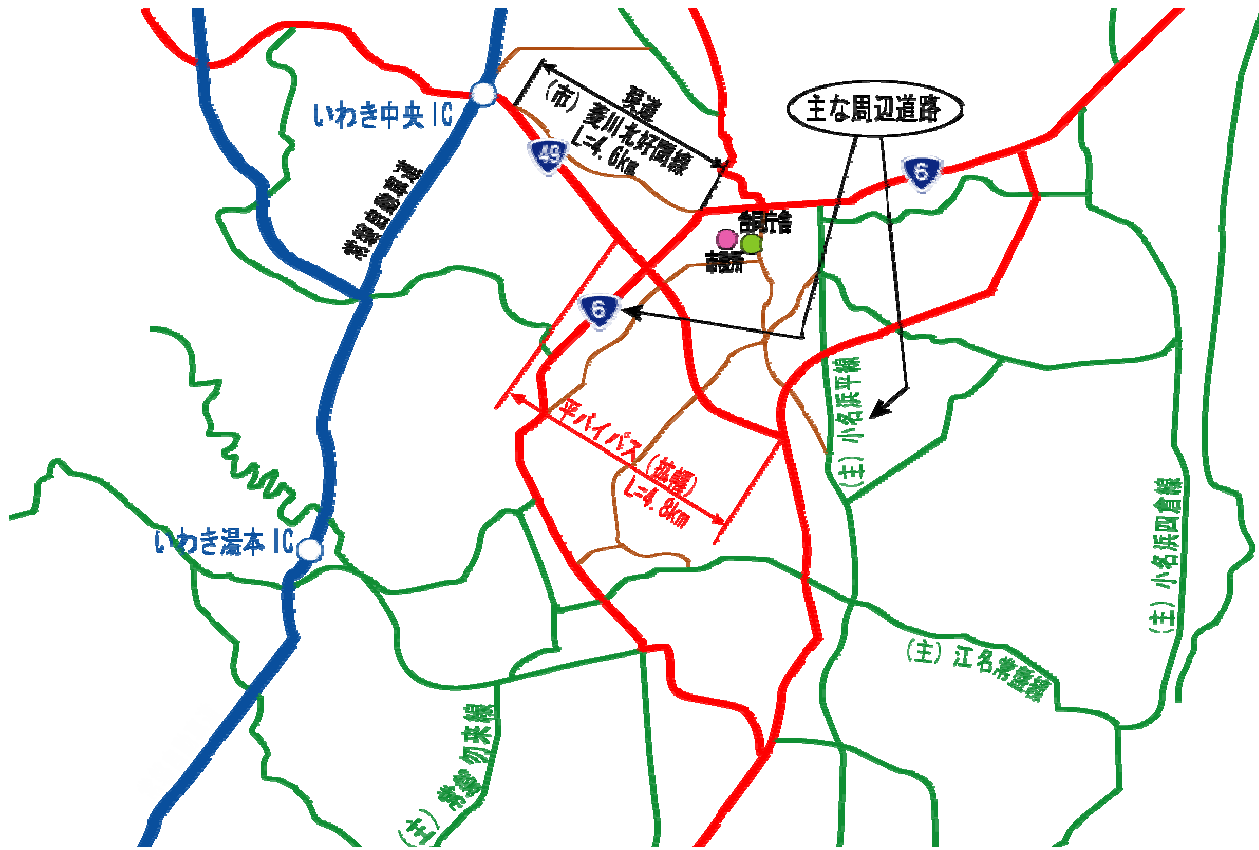 いわき中央IC
現道
(市) 菱川北好間線
L=4.6km
主な周辺道路
49
6
常磐自動車道
合同庁舎
市役所
6
(主) 小名浜平線
平バイパス(拡幅)
L=4.8km
いわき湯本IC
(主) 小名浜四倉線
(主) 江名常磐線
(主) 常磐勿来線